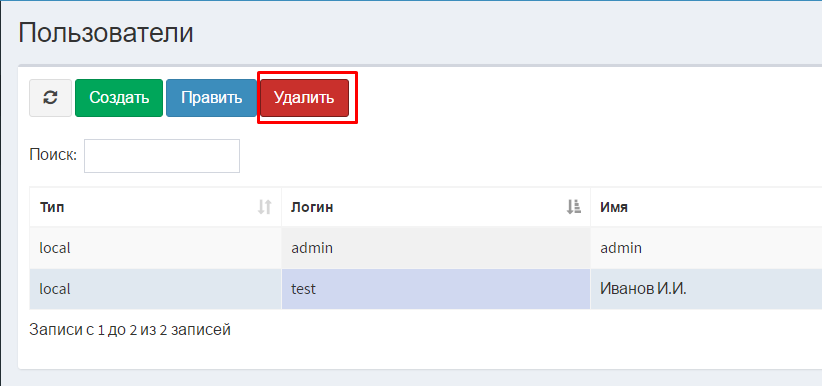 Пользователи
Создать Править Удалить
Поиск:
Тип Логин Имя
local admin admin
local test Иванов И.И.
Записи с 1 до 2 из 2 записей